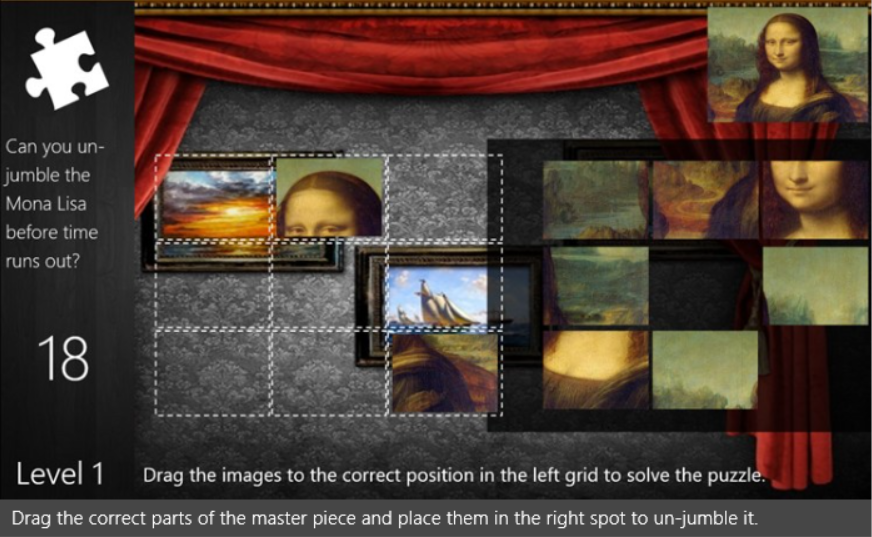 Can you un-
jumble the
Mona Lisa
before time
runs out?
18
Level 1
Drag the images to the correct position in the left grid to solve the puzzle.
Drag the correct parts of the master piece and place them in the right spot to un-jumble it.